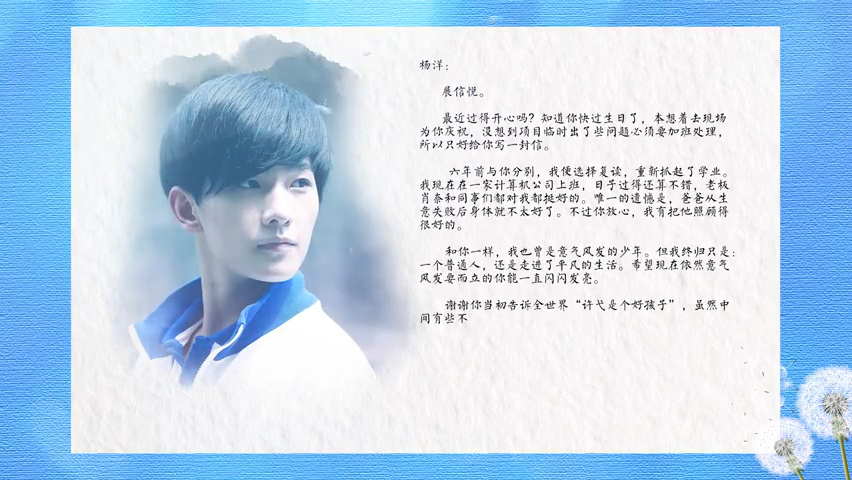 杨洋：
展信悦。
最近过得开心吗？知道你快过生日了，本想着去现场
为你庆祝，没想到项目临时出了些问题必须要加班处理，
所以只好给你写一封信。
六年前与你分别，我便选择复读，重新抓起了学业。
我现在在一家计算机公司上班，日子过得还算不错，老板
肖奈和同事们都对我都挺好的。唯一的遗憾是，爸爸从生
意失败后身体就不太好了。不过你放心，我有把他照顾得
很好的。
和你一样，我也曾是意气风发的少年。但我终归只是：
一个普通人，还是走进了平凡的生活。希望现在依然意气
风发要而立的你能一直闪闪发亮。
谢谢你当初告诉全世界“许弋是个好孩子”，虽然中
间有些不